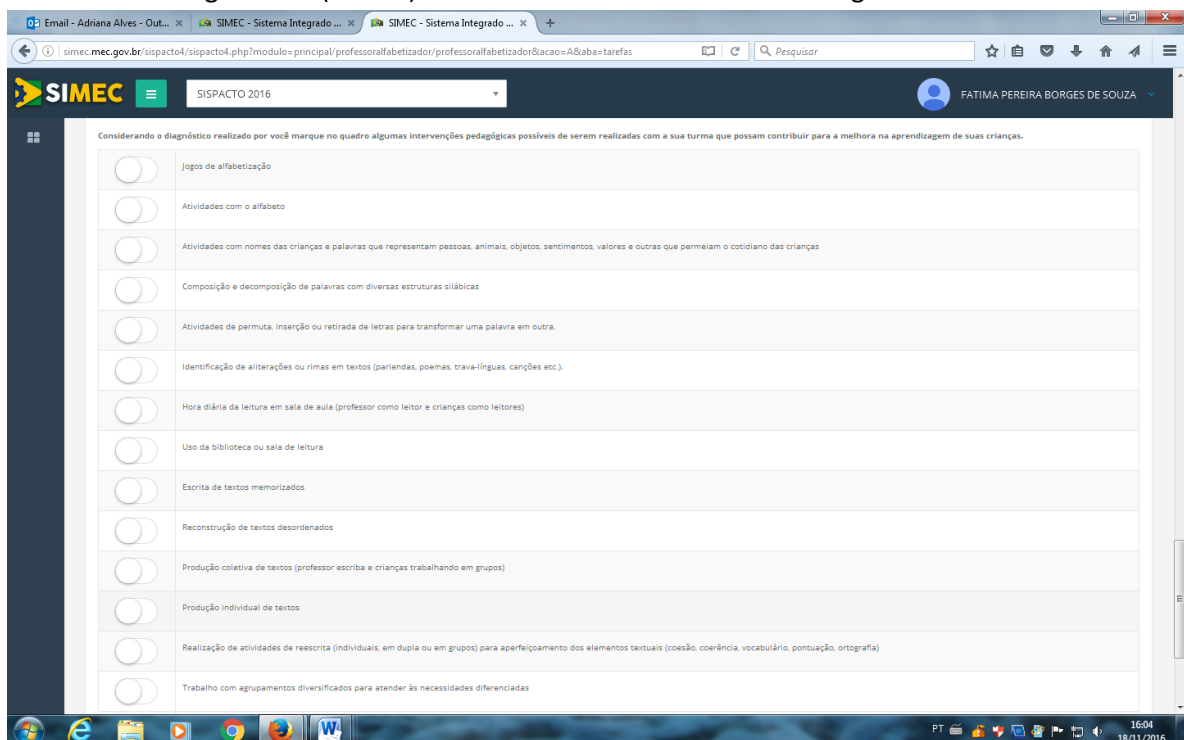 Email - Adriana Alves - Out...
SIMEC - Sistema Integrado ...
SIMEC - Sistema Integrado ...
simec.mec.gov.br/sispacto4/sispacto4.php?modulo=principal/professoralfabetizador/professoralfabetizador&acao=A&aba=tarefas
Pesquisar
SIMEC
SISPACTO 2016
FATIMA PEREIRA BORGES DE SOUZA
Considerando o diagnóstico realizado por você marque no quadro algumas intervenções pedagógicas possíveis de serem realizadas com a sua turma que possam contribuir para a melhora na aprendizagem de suas crianças.
Jogos de alfabetização
Atividades com o alfabeto
Atividades com nomes das crianças e palavras que representam pessoas, animais, objetos, sentimentos, valores e outras que permeiam o cotidiano das crianças
Composição e decomposição de palavras com diversas estruturas silábicas
Atividades de permuta, inserção ou retirada de letras para transformar uma palavra em outra.
Identificação de aliterações ou rimas em textos (parlendas, poemas, trava-línguas, canções etc.).
Hora diária da leitura em sala de aula (professor como leitor e crianças como leitores)
Uso da biblioteca ou sala de leitura
Escrita de textos memorizados
Reconstrução de textos desordenados
Produção coletiva de textos (professor escriba e crianças trabalhando em grupos)
Produção individual de textos
Realização de atividades de reescrita (individuais, em dupla ou em grupos) para aperfeiçoamento dos elementos textuais (coesão, coerência, vocabulário, pontuação, ortografia)
Trabalho com agrupamentos diversificados para atender às necessidades diferenciadas
PT
16:04
18/11/2016